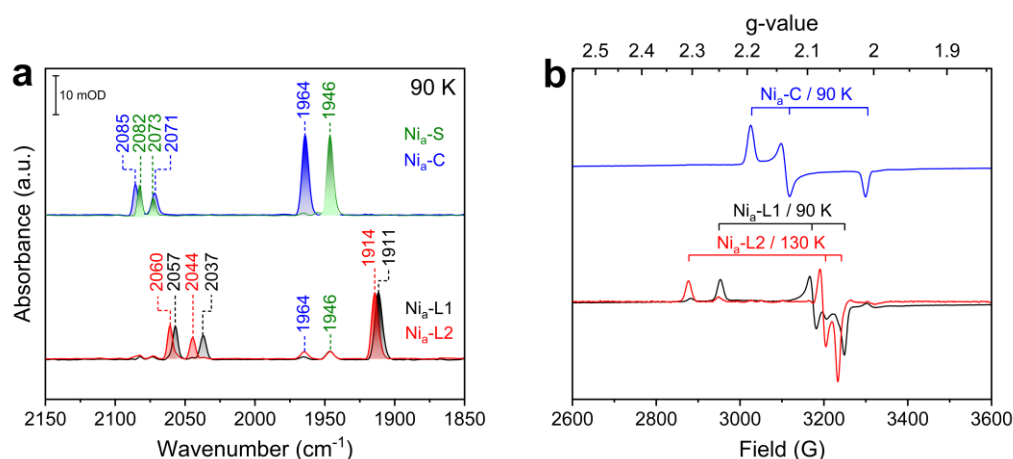 a
10 mOD
90 K
2085
2082
2073
2071
1964
1946
Niₐ-S
Niₐ-C
2060
2057
2044
2037
1964
1946
1914
1911
Niₐ-L1
Niₐ-L2
Absorbance (a.u.)
2150 2100 2050 2000 1950 1900 1850
Wavenumber (cm⁻¹)
b
g-value
2.5 2.4 2.3 2.2 2.1 2 1.9
Niₐ-C / 90 K
Niₐ-L1 / 90 K
Niₐ-L2 / 130 K
2600 2800 3000 3200 3400 3600
Field (G)